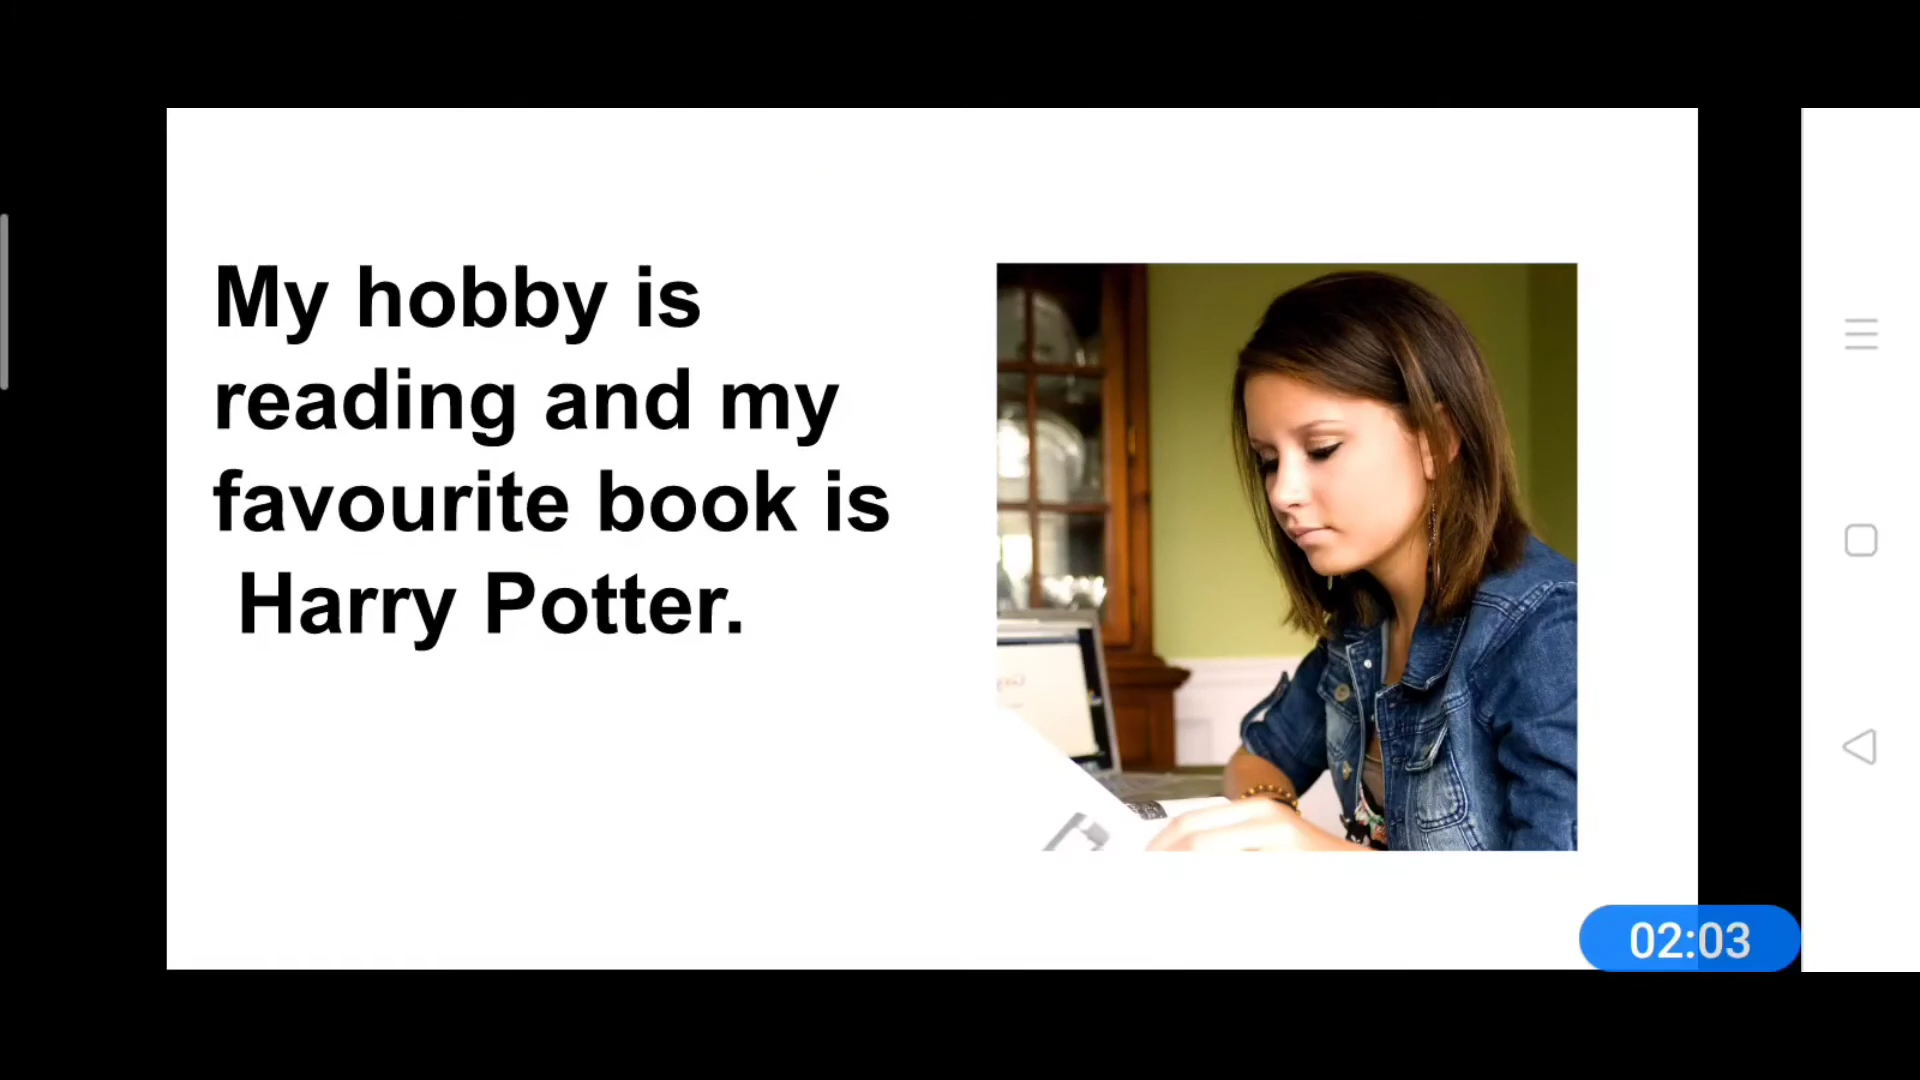 My hobby is
reading and my
favourite book is
Harry Potter.
02:03